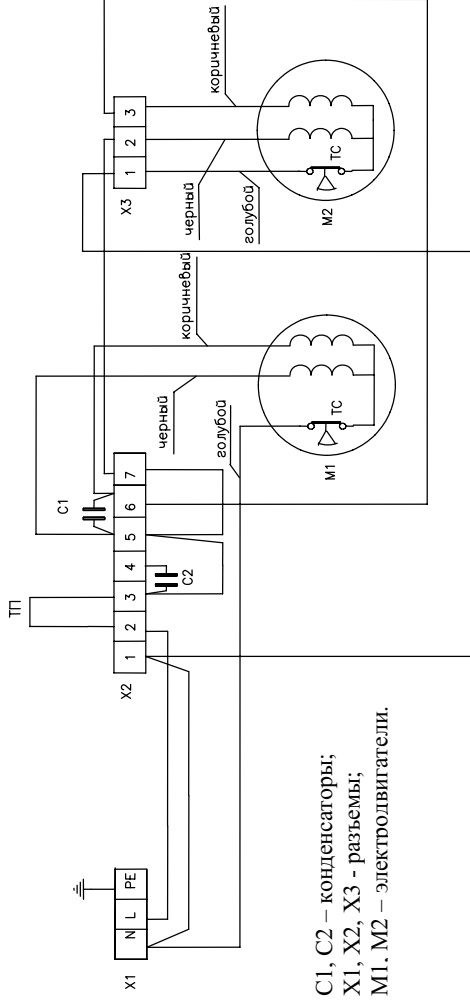 ТП
C1
C2
X1
N L PE
X2
1 2 3 4 5 6 7
X3
1 2 3
черный
коричневый
голубой
черный
коричневый
голубой
TC
M1
TC
M2
C1, C2 – конденсаторы;
X1, X2, X3 - разъемы;
M1. M2 – электродвигатели.